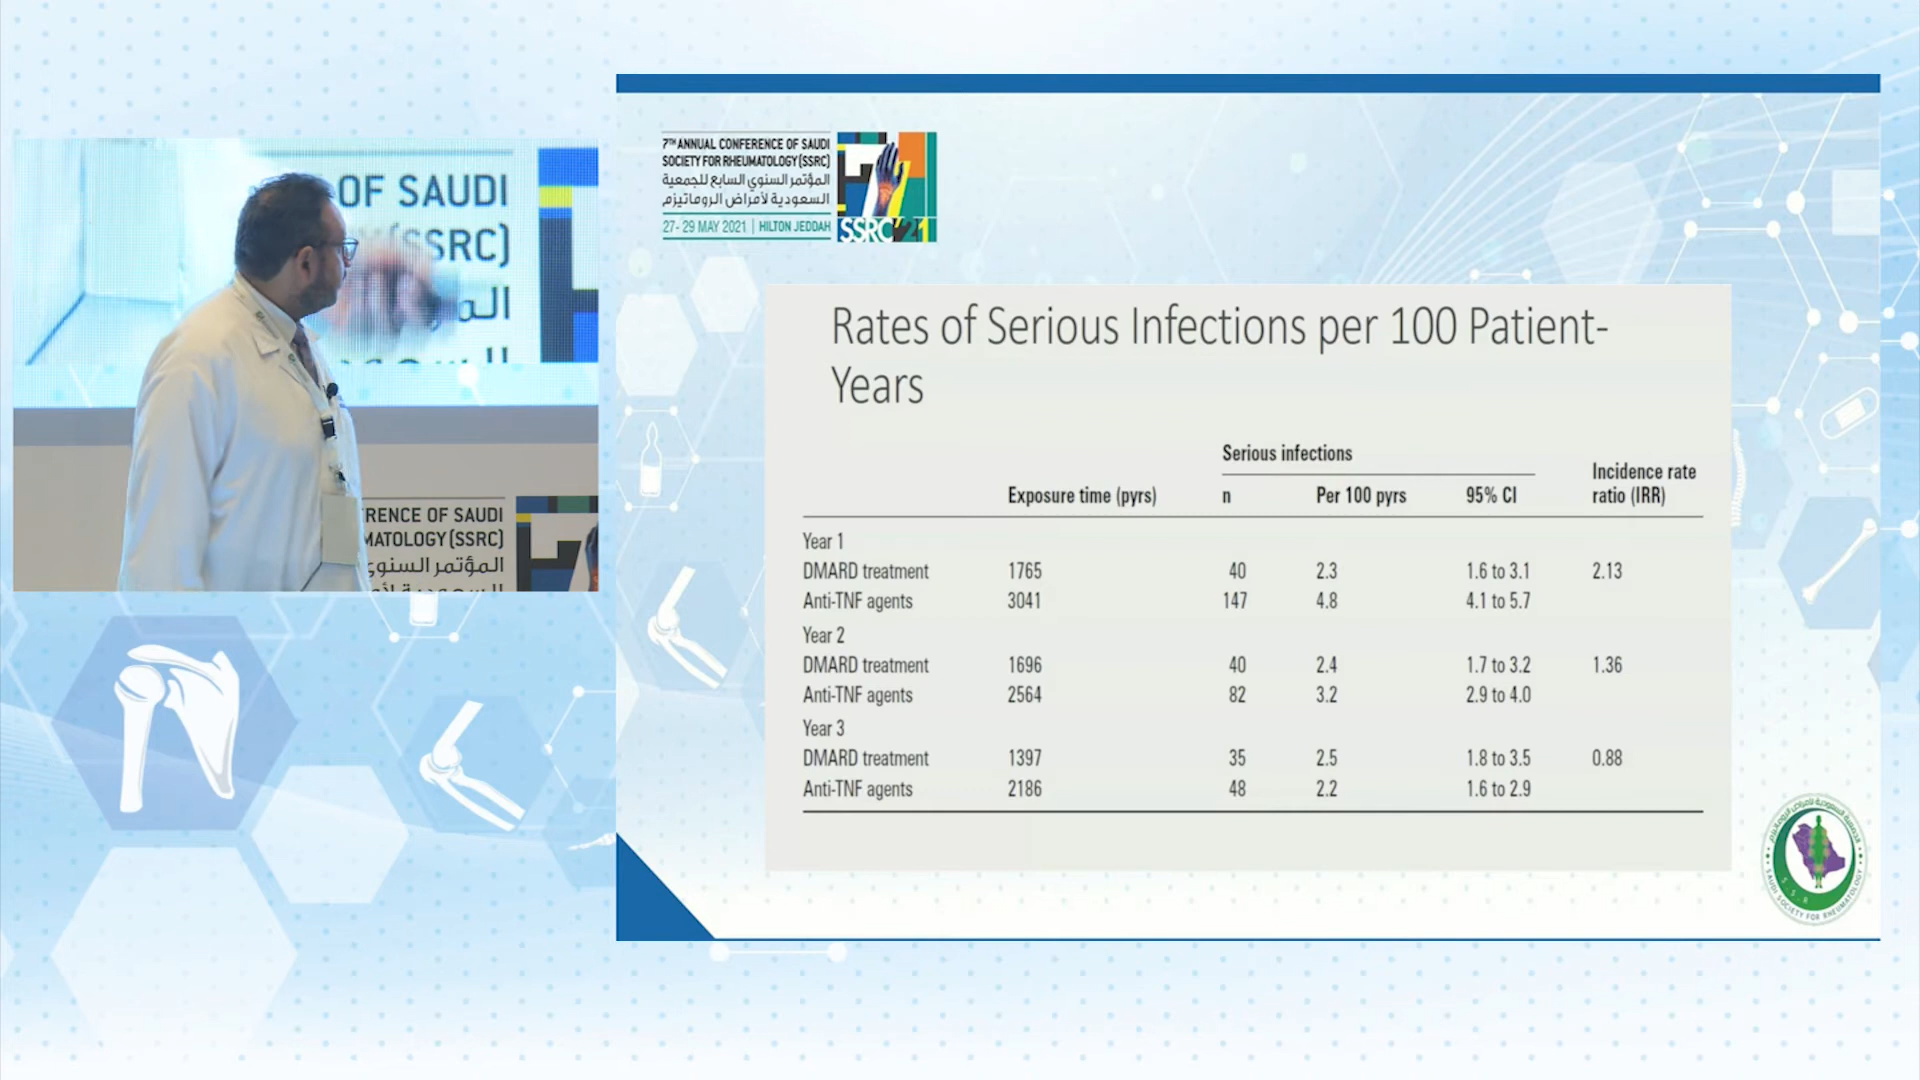 OF SAUDI
(SSRC)
RENCE OF SAUDI
MATOLOGY (SSRC)
المؤتمر السنوي
7TH ANNUAL CONFERENCE OF SAUDI
SOCIETY FOR RHEUMATOLOGY (SSRC)
المؤتمر السنوي السابع للجمعية
السعودية لأمراض الروماتيزم
27- 29 MAY 2021 | HILTON JEDDAH
SSRC'21
Rates of Serious Infections per 100 Patient-
Years
Serious infections
Exposure time (pyrs) n Per 100 pyrs 95% CI Incidence rate ratio (IRR)
Year 1
DMARD treatment 1765 40 2.3 1.6 to 3.1 2.13
Anti-TNF agents 3041 147 4.8 4.1 to 5.7
Year 2
DMARD treatment 1696 40 2.4 1.7 to 3.2 1.36
Anti-TNF agents 2564 82 3.2 2.9 to 4.0
Year 3
DMARD treatment 1397 35 2.5 1.8 to 3.5 0.88
Anti-TNF agents 2186 48 2.2 1.6 to 2.9
SAUDI SOCIETY FOR RHEUMATOLOGY